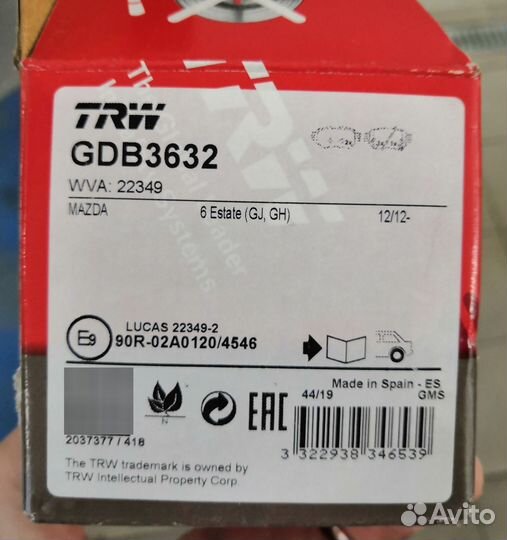 TRW
GDB3632
WVA: 22349
MAZDA 6 Estate (GJ, GH) 12/12-
LUCAS 22349-2
E9 90R-02A0120/4546
Made in Spain - ES
44/19 GMS
N
EAC
2037377 / 418
3 322938 346539
The TRW trademark is owned by
TRW Intellectual Property Corp.
Avito